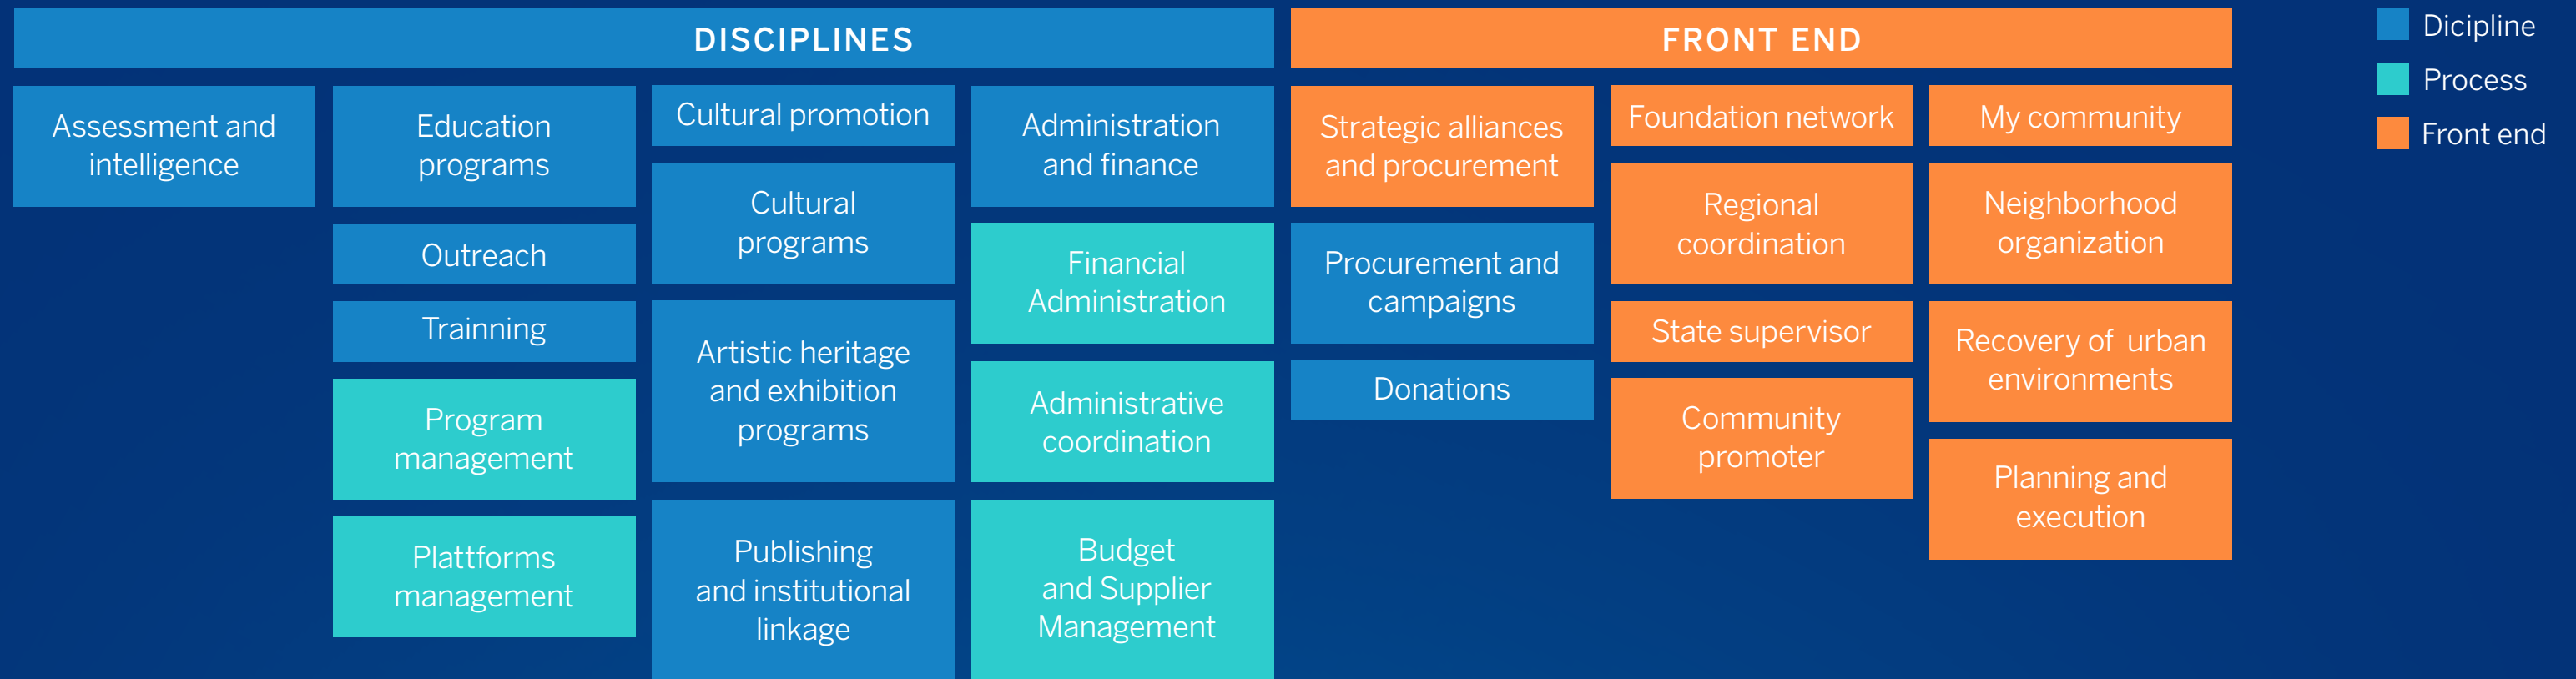 DISCIPLINES
Assessment and
intelligence
Education
programs
Outreach
Trainning
Program
management
Plattforms
management
Cultural promotion
Cultural
programs
Artistic heritage
and exhibition
programs
Publishing
and institutional
linkage
Administration
and finance
Financial
Administration
Administrative
coordination
Budget
and Supplier
Management
FRONT END
Strategic alliances
and procurement
Procurement and
campaigns
Donations
Foundation network
Regional
coordination
State supervisor
Community
promoter
My community
Neighborhood
organization
Recovery of urban
environments
Planning and
execution
Dicipline
Process
Front end